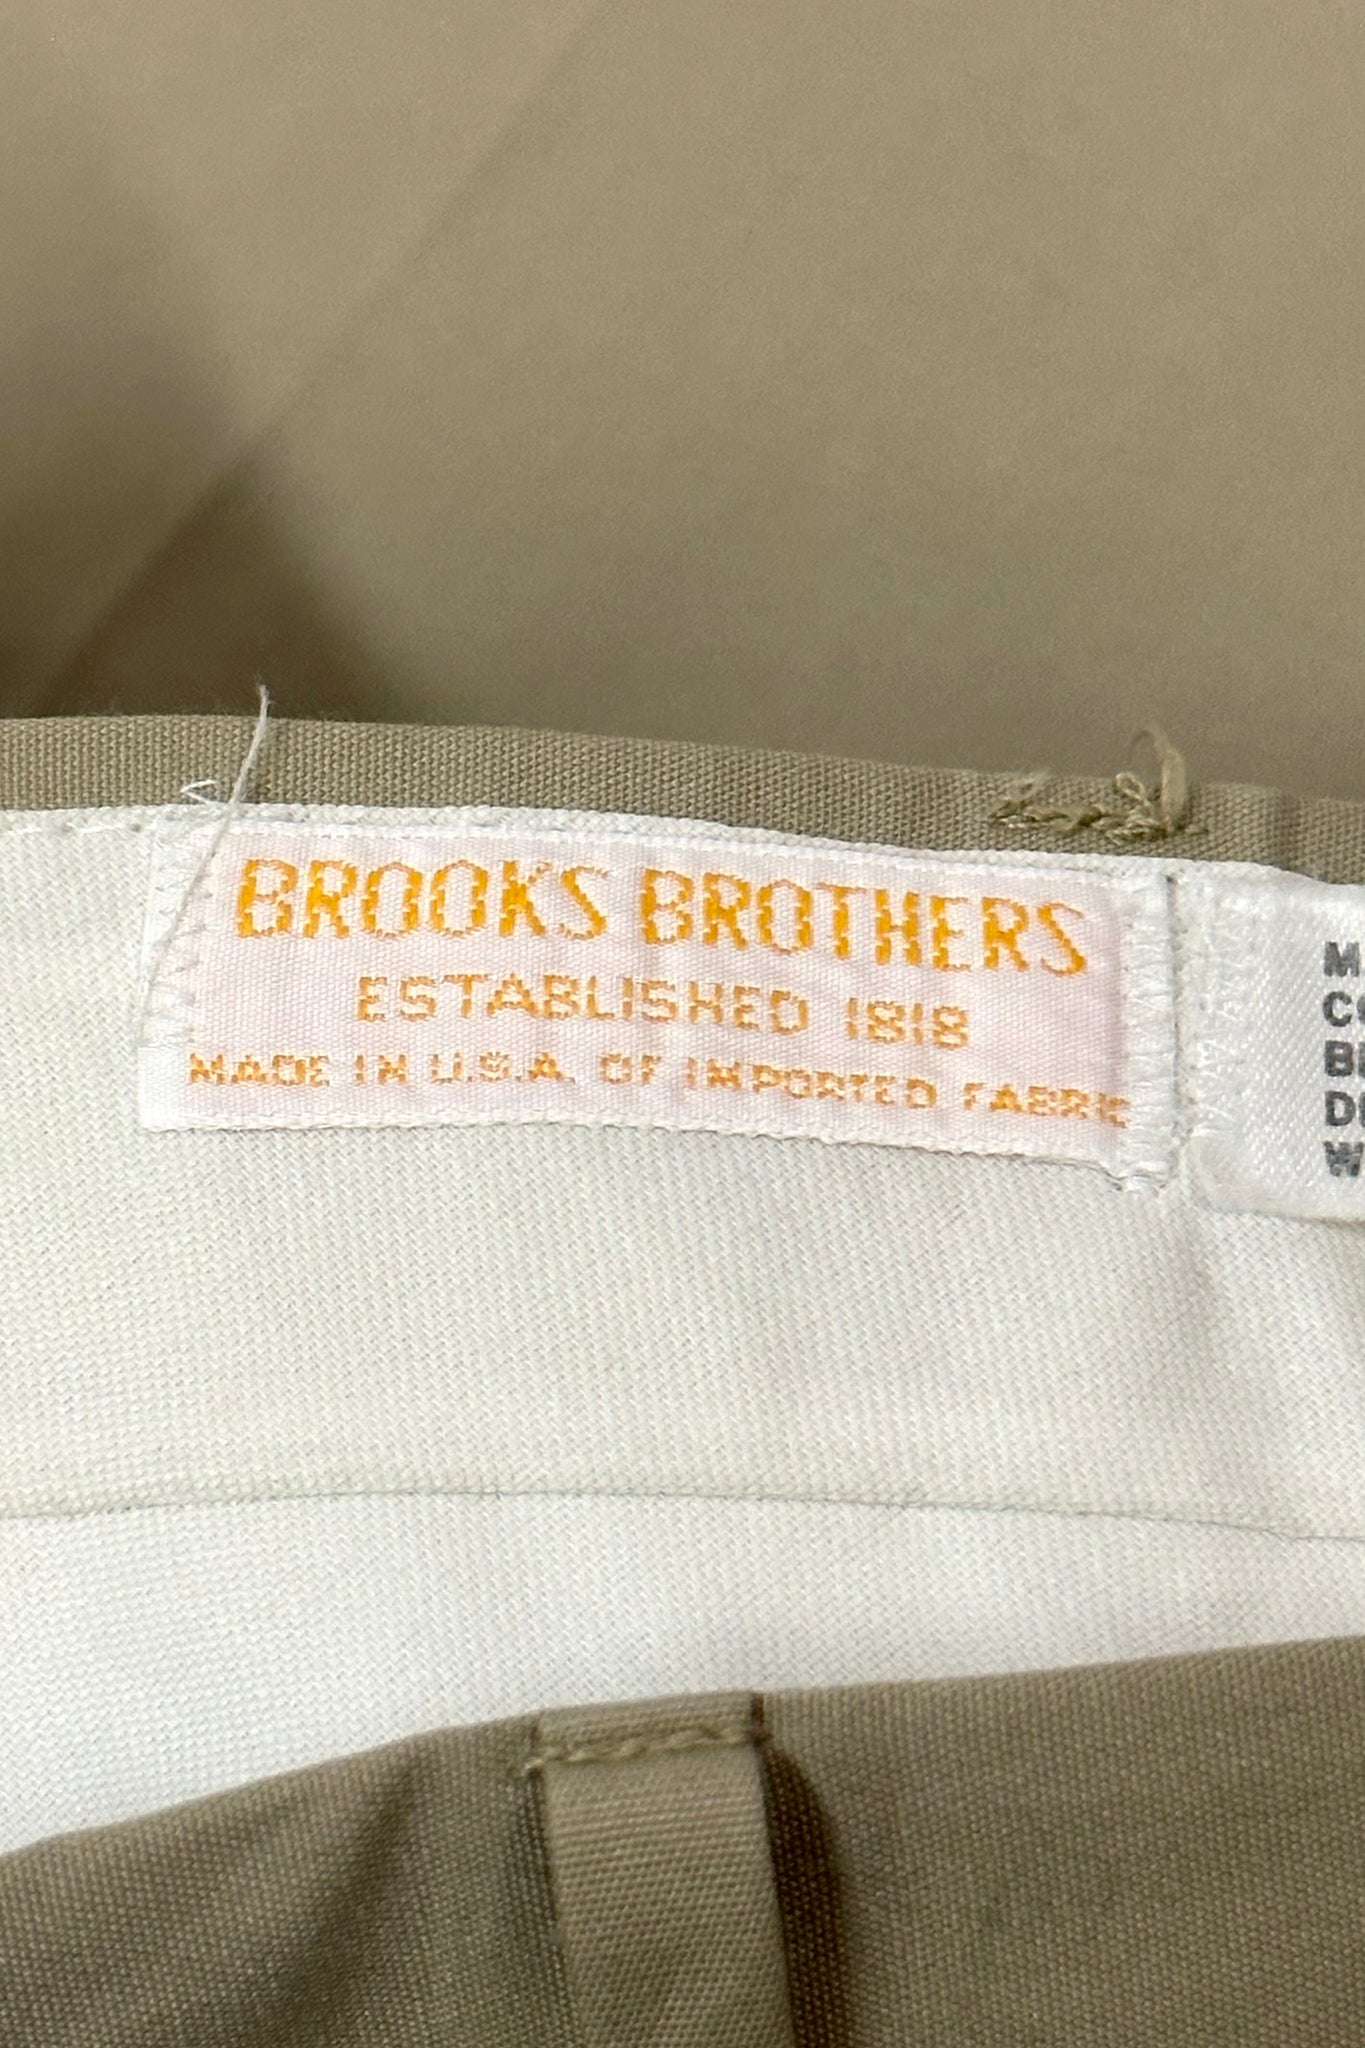 BROOKS BROTHERS
ESTABLISHED 1818
MADE IN U.S.A. OF IMPORTED FABRIC